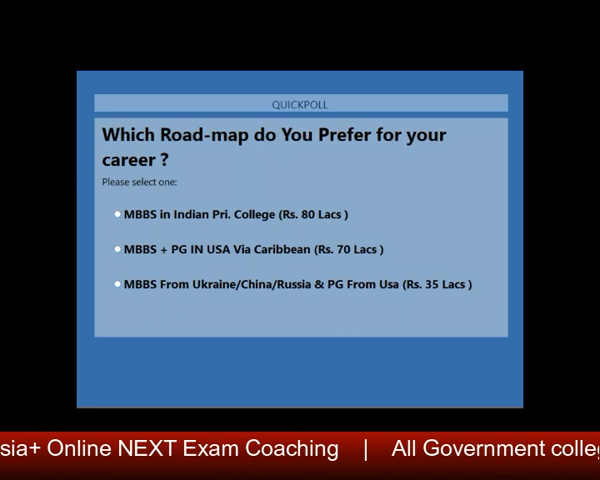 QUICKPOLL
Which Road-map do You Prefer for your
career ?
Please select one:
MBBS in Indian Pri. College (Rs. 80 Lacs )
MBBS + PG IN USA Via Caribbean (Rs. 70 Lacs )
MBBS From Ukraine/China/Russia & PG From Usa (Rs. 35 Lacs )
sia+ Online NEXT Exam Coaching | All Government colle